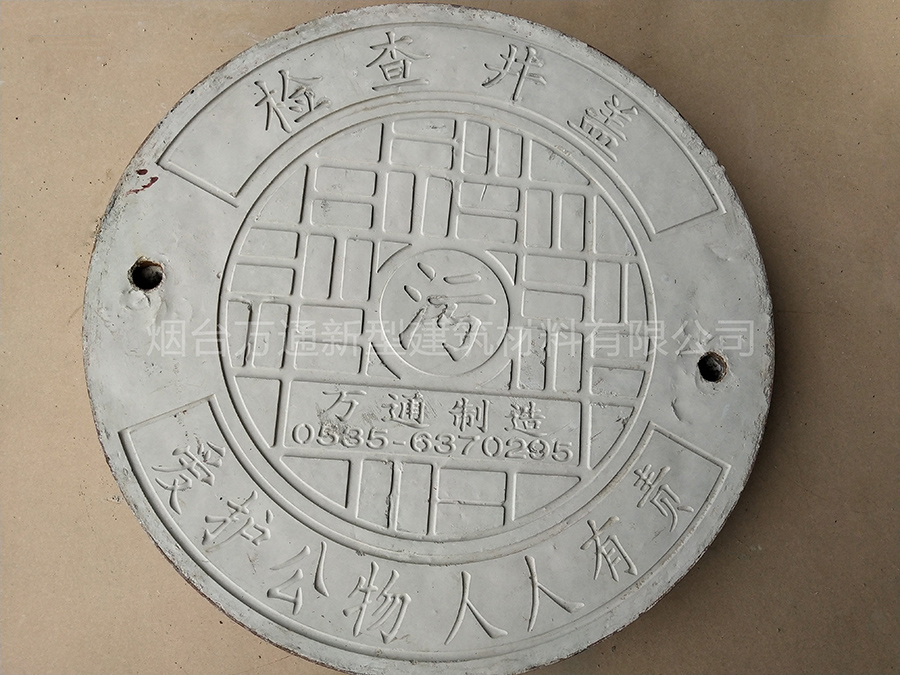 检查井盖
污
烟台万通新型建筑材料有限公司
万通制造
0535-6370295
爱护公物人人有责